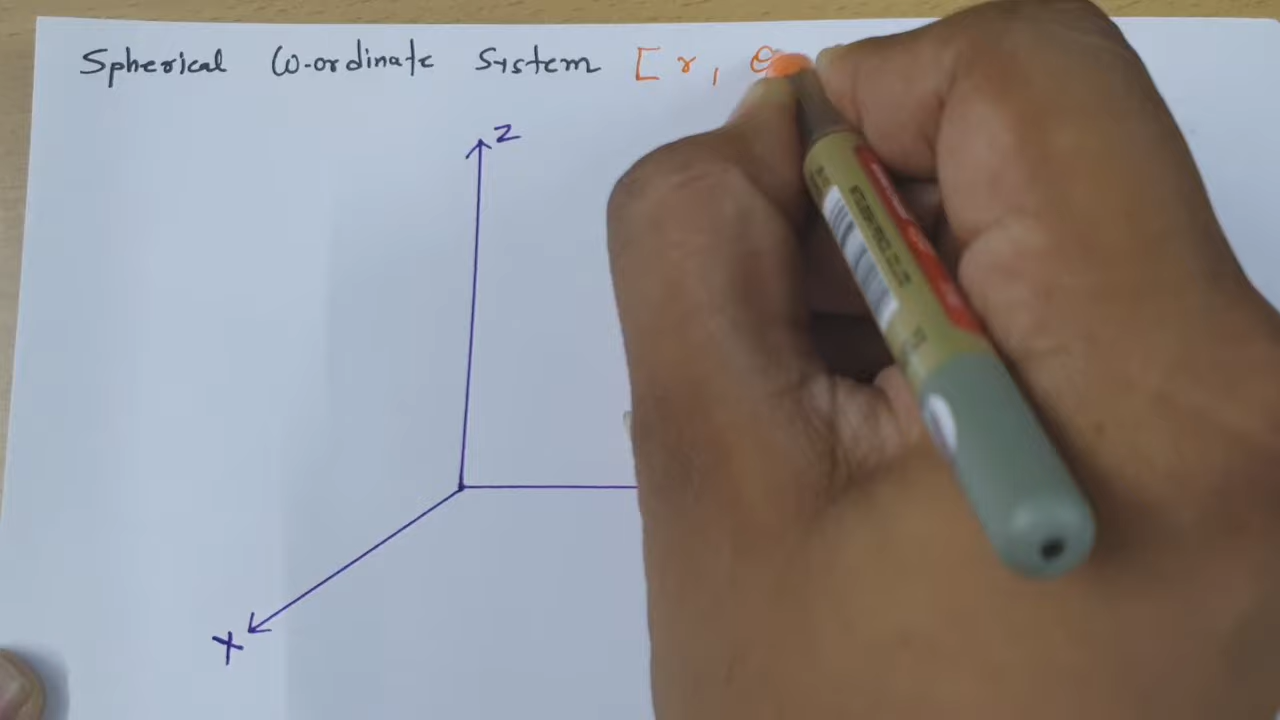 Spherical Co-ordinate System [ r, θ
Z
X